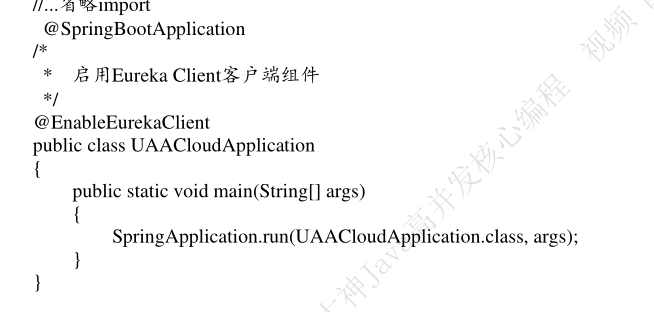 //...省略import
@SpringBootApplication
/*
* 启用Eureka Client客户端组件
*/
@EnableEurekaClient
public class UAACloudApplication
{
public static void main(String[] args)
{
SpringApplication.run(UAACloudApplication.class, args);
}
}
大神Java高并发核心编程 视频